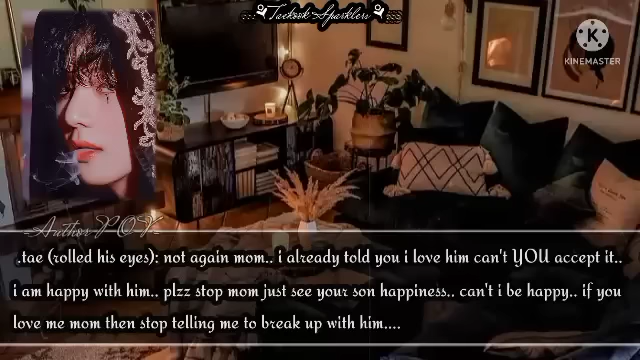 Taekook Sparklers
KINEMASTER
-Author POV-
.tae (rolled his eyes): not again mom.. i already told you i love him can't YOU accept it..
i am happy with him.. plzz stop mom just see your son happiness.. can't i be happy.. if you
love me mom then stop telling me to break up with him....